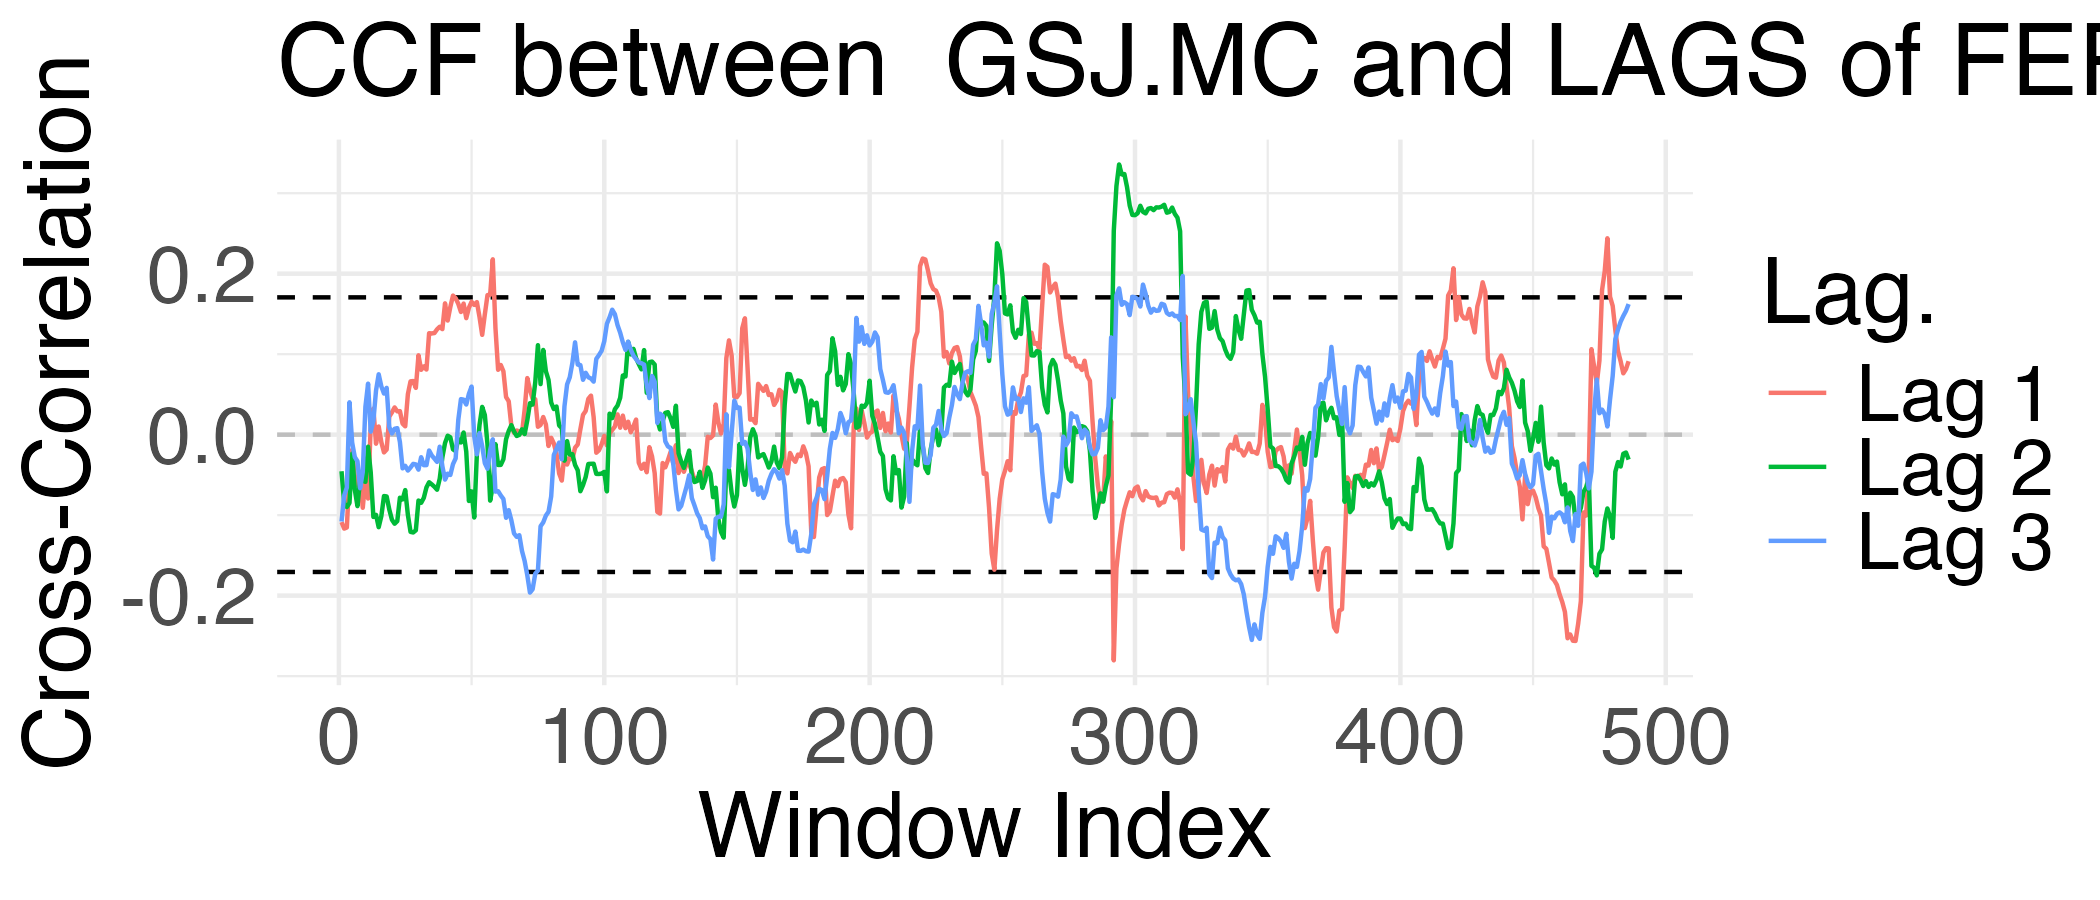 CCF between GSJ.MC and LAGS of FE
Cross-Correlation
0.2
0.0
-0.2
0
100
200
300
400
500
Window Index
Lag.
Lag 1
Lag 2
Lag 3